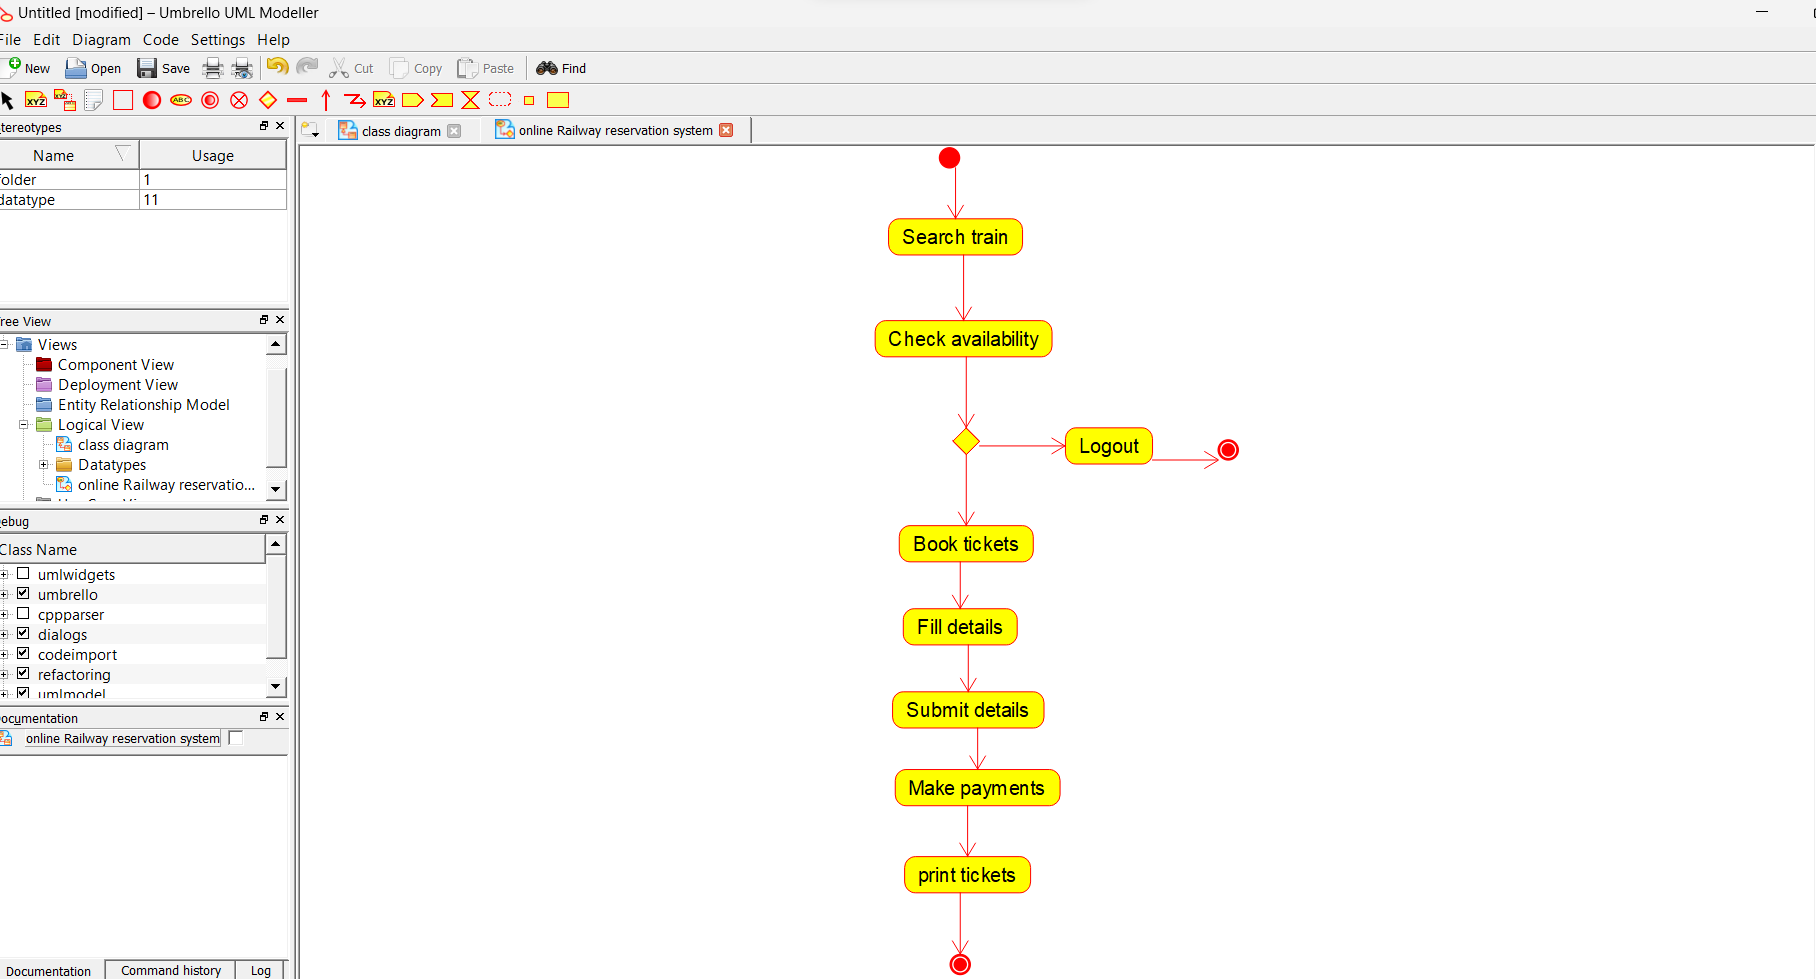 Untitled [modified] – Umbrello UML Modeller
File Edit Diagram Code Settings Help
New Open Save Cut Copy Paste Find
XYZ XYZ ABC XYZ
tereotypes
class diagram online Railway reservation system
Name Usage
folder 1
datatype 11
Search train
ree View
Views
Component View
Deployment View
Entity Relationship Model
Logical View
class diagram
Datatypes
online Railway reservatio...
Check availability
Logout
ebug
Class Name
umlwidgets
umbrello
cppparser
dialogs
codeimport
refactoring
umlmodel
Book tickets
Fill details
Submit details
ocumentation
online Railway reservation system
Make payments
print tickets
Documentation Command history Log